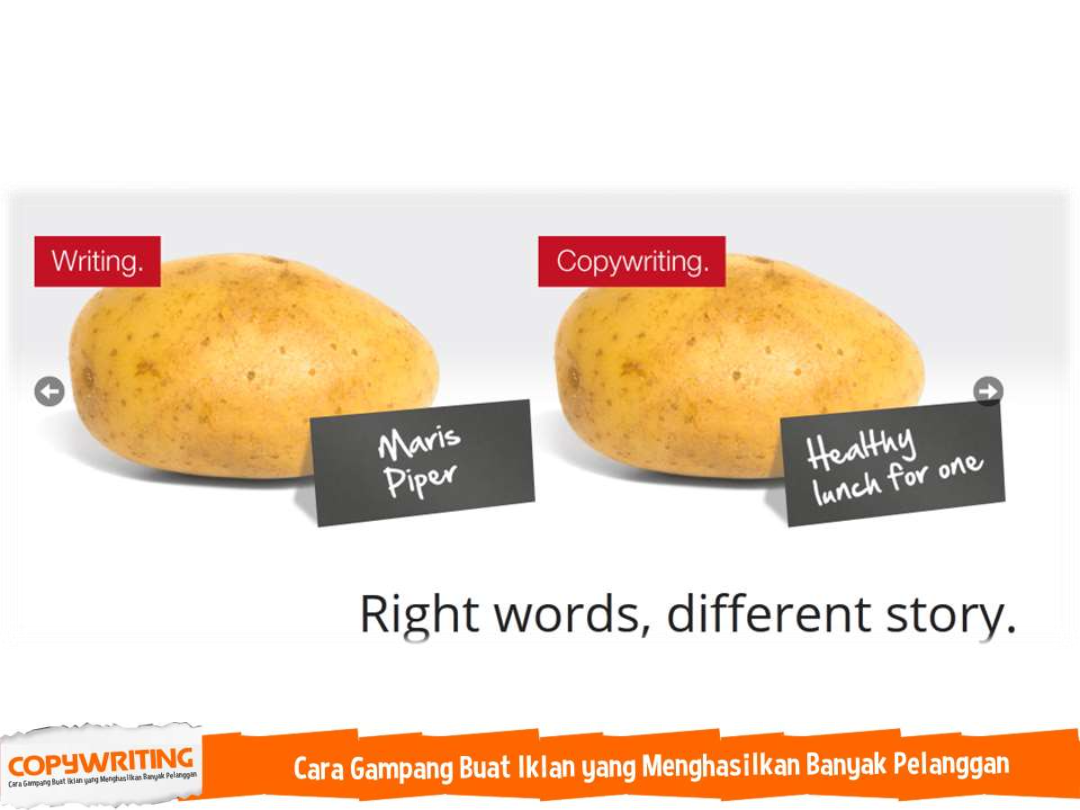 Writing.
Copywriting.
Maris
Piper
Healthy
lunch for one
Right words, different story.
COPYWRITING
Cara Gampang Buat Iklan yang Menghasilkan Banyak Pelanggan
Cara Gampang Buat Iklan yang Menghasilkan Banyak Pelanggan